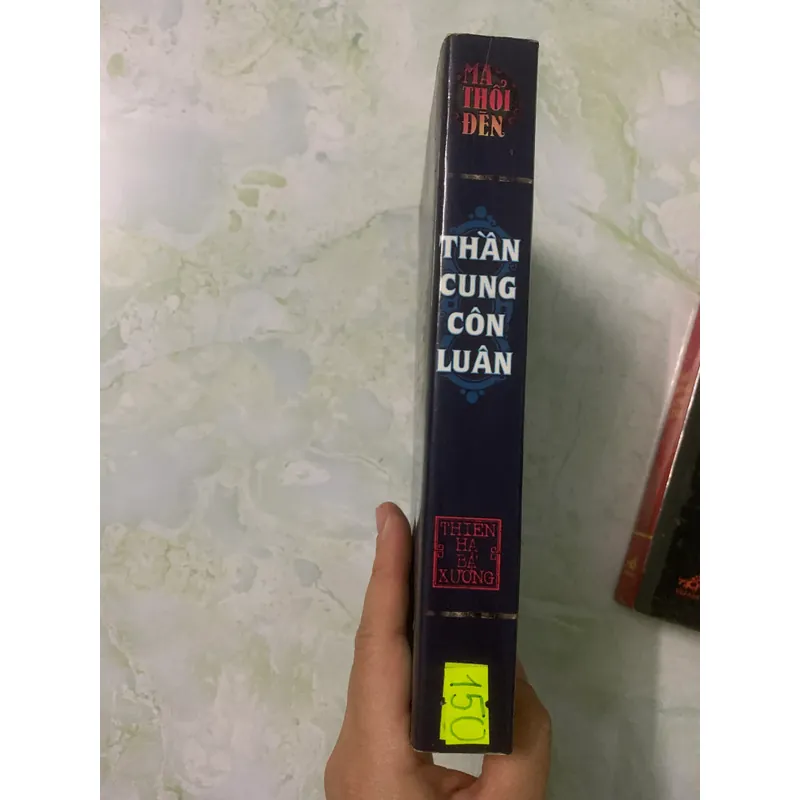 MA
THỔI
ĐÈN
THẦN
CUNG
CÔN
LUÂN
THIÊN
HẠ
BÁ
XƯỚNG
150